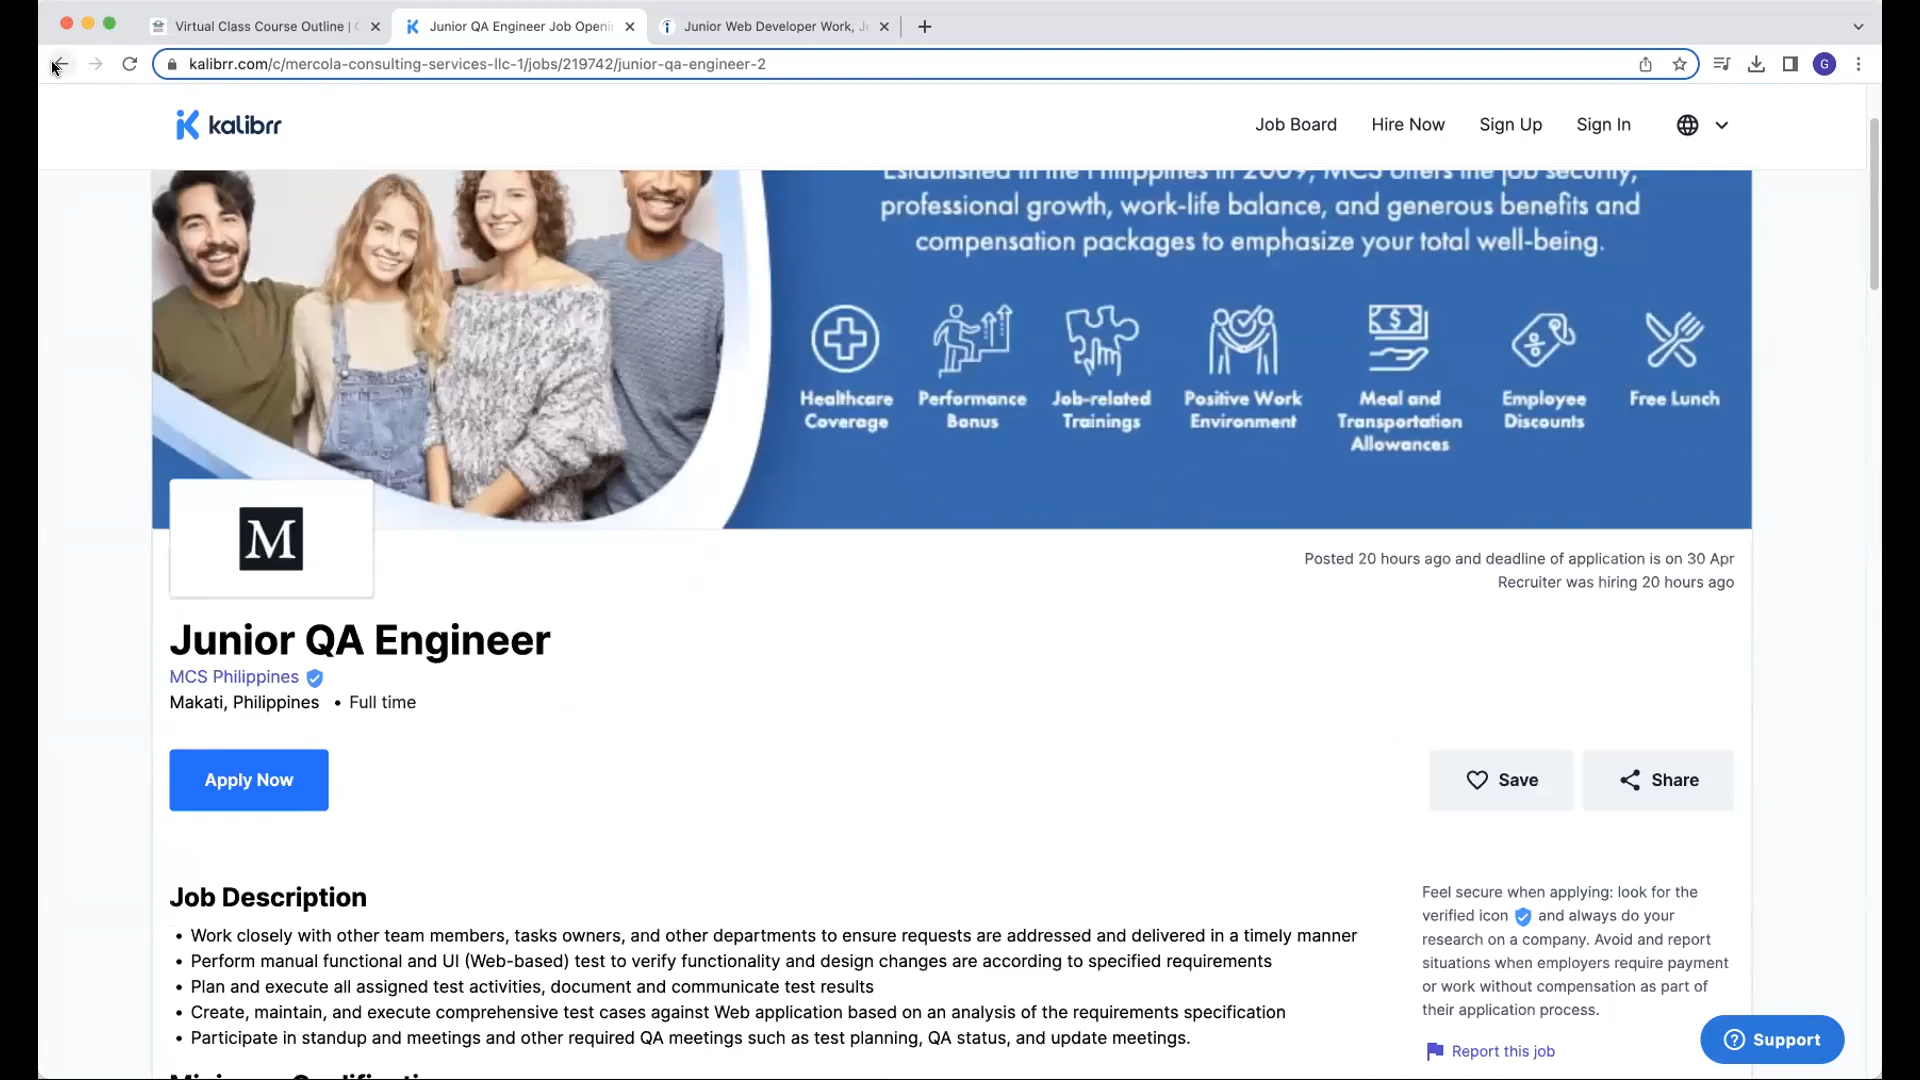 Virtual Class Course Outline |
Junior QA Engineer Job Openi
Junior Web Developer Work, J
kalibrr.com/c/mercola-consulting-services-llc-1/jobs/219742/junior-qa-engineer-2
G
kalibrr
Job Board
Hire Now
Sign Up
Sign In
Established in the Philippines in 2009, MCS offers the job security,
professional growth, work-life balance, and generous benefits and
compensation packages to emphasize your total well-being.
Healthcare
Coverage
Performance
Bonus
Job-related
Trainings
Positive Work
Environment
Meal and
Transportation
Allowances
Employee
Discounts
Free Lunch
M
Posted 20 hours ago and deadline of application is on 30 Apr
Recruiter was hiring 20 hours ago
Junior QA Engineer
MCS Philippines
Makati, Philippines • Full time
Apply Now
Save
Share
Job Description
• Work closely with other team members, tasks owners, and other departments to ensure requests are addressed and delivered in a timely manner
• Perform manual functional and UI (Web-based) test to verify functionality and design changes are according to specified requirements
• Plan and execute all assigned test activities, document and communicate test results
• Create, maintain, and execute comprehensive test cases against Web application based on an analysis of the requirements specification
• Participate in standup and meetings and other required QA meetings such as test planning, QA status, and update meetings.
Feel secure when applying: look for the
verified icon and always do your
research on a company. Avoid and report
situations when employers require payment
or work without compensation as part of
their application process.
Report this job
Support